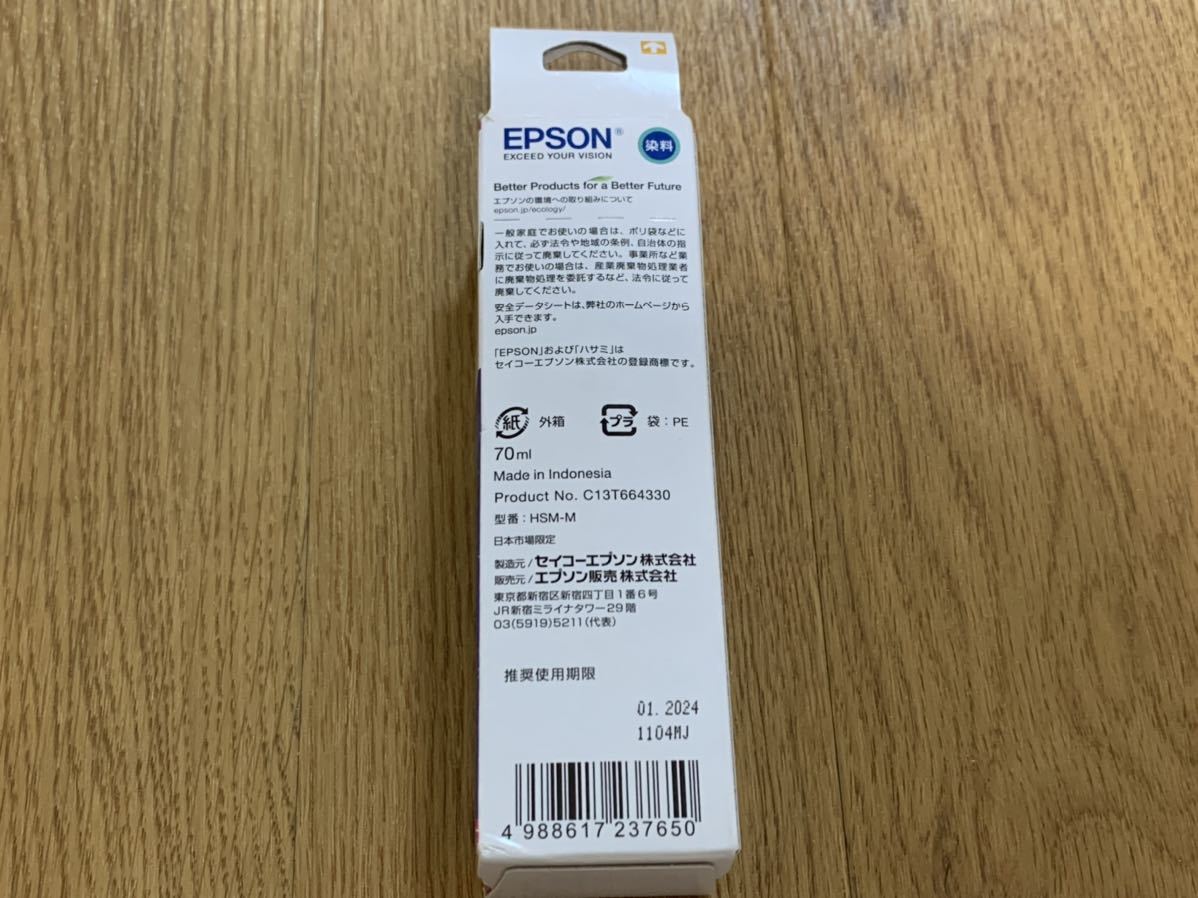 EPSON®
EXCEED YOUR VISION
染料
Better Products for a Better Future
エプソンの環境への取り組みについて
epson.jp/ecology/
一般家庭でお使いの場合は、ポリ袋などに
入れて、必ず法令や地域の条例、自治体の指
示に従って廃棄してください。事業所など業
務でお使いの場合は、産業廃棄物処理業者
に廃棄物処理を委託するなど、法令に従って
廃棄してください。
安全データシートは、弊社のホームページから
入手できます。
epson.jp
「EPSON」および「ハサミ」は
セイコーエプソン株式会社の登録商標です。
紙 外箱 プラ 袋：PE
70ml
Made in Indonesia
Product No. C13T664330
型番：HSM-M
日本市場限定
製造元/セイコーエプソン株式会社
販売元/エプソン販売株式会社
東京都新宿区新宿四丁目1番6号
JR新宿ミライナタワー29階
03(5919)5211(代表)
推奨使用期限
01. 2024
1104MJ
4 988617 237650